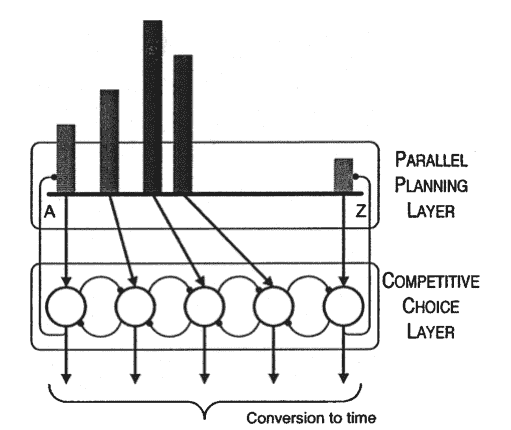 PARALLEL
PLANNING
LAYER
A
Z
COMPETITIVE
CHOICE
LAYER
Conversion to time